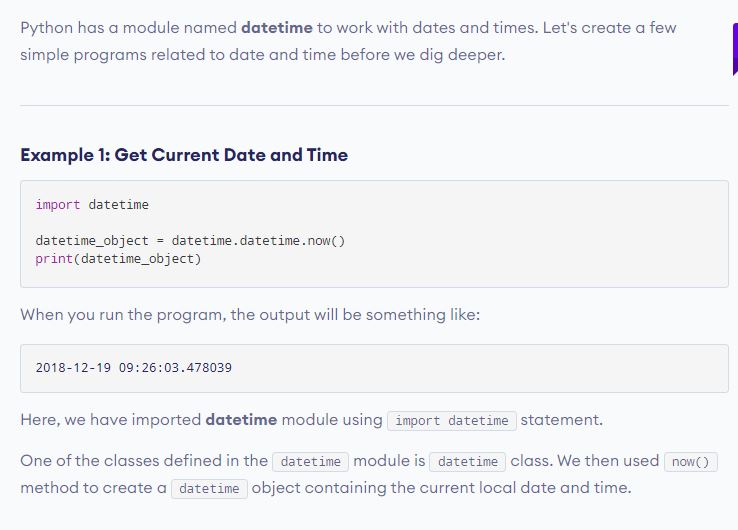 Python has a module named datetime to work with dates and times. Let's create a few
simple programs related to date and time before we dig deeper.
Example 1: Get Current Date and Time
import datetime
datetime_object = datetime.datetime.now()
print(datetime_object)
When you run the program, the output will be something like:
2018-12-19 09:26:03.478039
Here, we have imported datetime module using import datetime statement.
One of the classes defined in the datetime module is datetime class. We then used now()
method to create a datetime object containing the current local date and time.